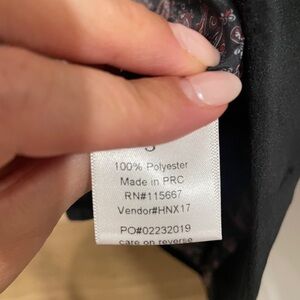 100% Polyester
Made in PRC
RN#115667
Vendor#HNX17
PO#02232019
care on reverse